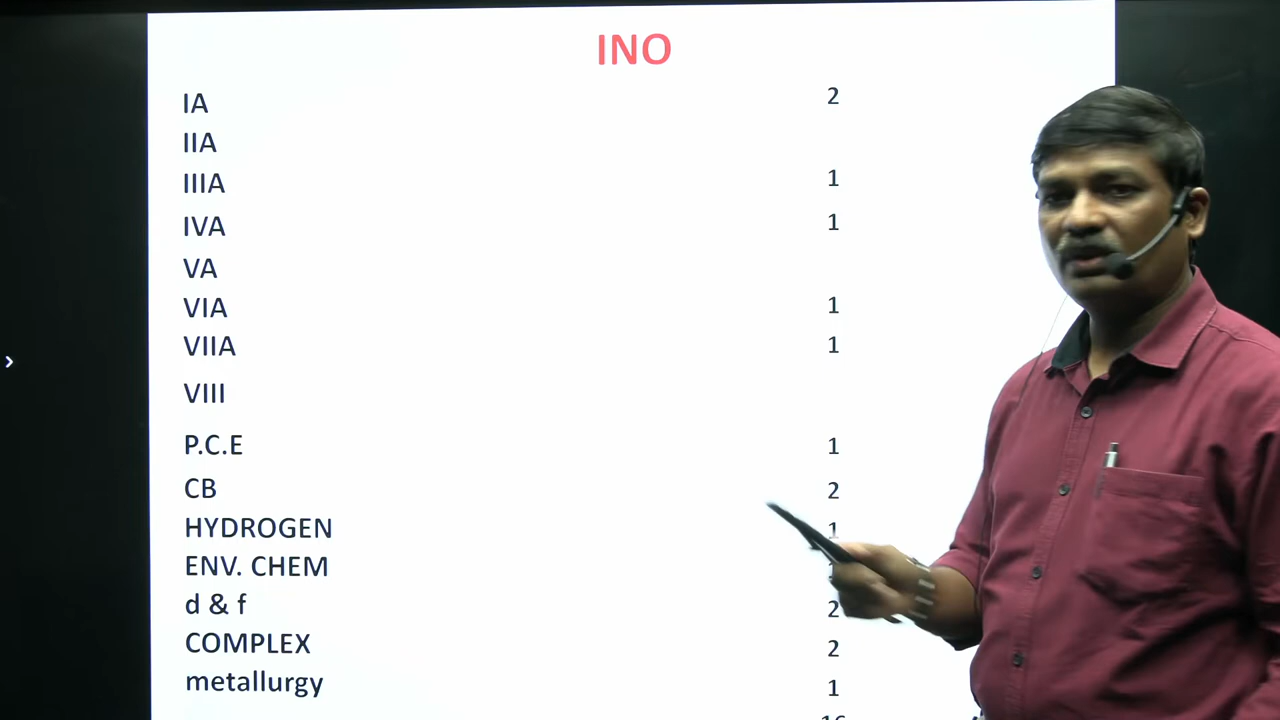 INO
IA 2
IIA
IIIA 1
IVA 1
VA
VIA 1
VIIA 1
VIII
P.C.E 1
CB 2
HYDROGEN 1
ENV. CHEM
d & f 2
COMPLEX 2
metallurgy 1